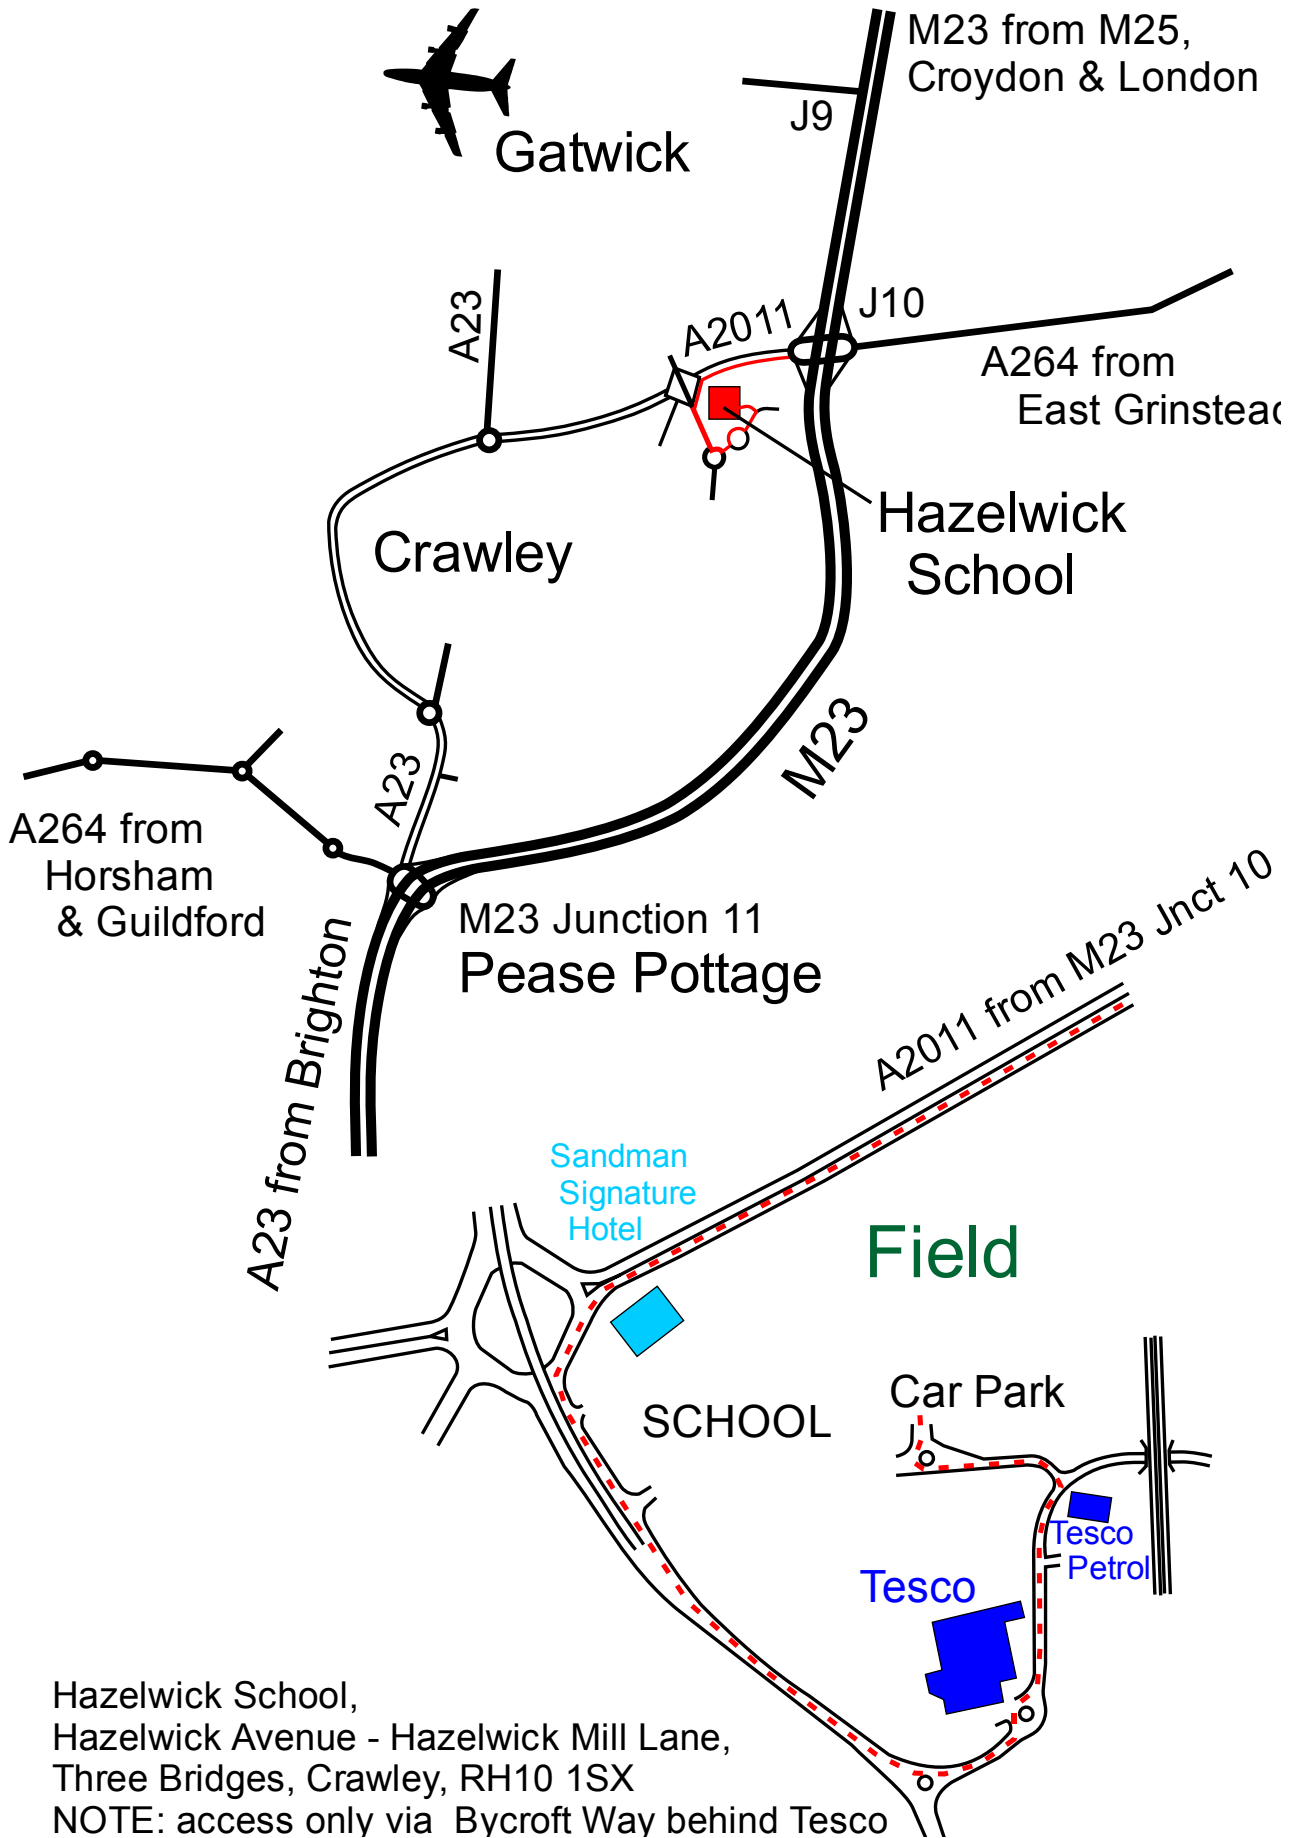 M23 from M25,
Croydon & London
J9
Gatwick
A23
A2011
J10
A264 from
East Grinstead
Hazelwick
School
Crawley
M23
A23
A264 from
Horsham
& Guildford
M23 Junction 11
Pease Pottage
A23 from Brighton
A2011 from M23 Jnct 10
Sandman
Signature
Hotel
Field
Car Park
SCHOOL
Tesco
Petrol
Tesco
Hazelwick School,
Hazelwick Avenue - Hazelwick Mill Lane,
Three Bridges, Crawley, RH10 1SX
NOTE: access only via  Bycroft Way behind Tesco